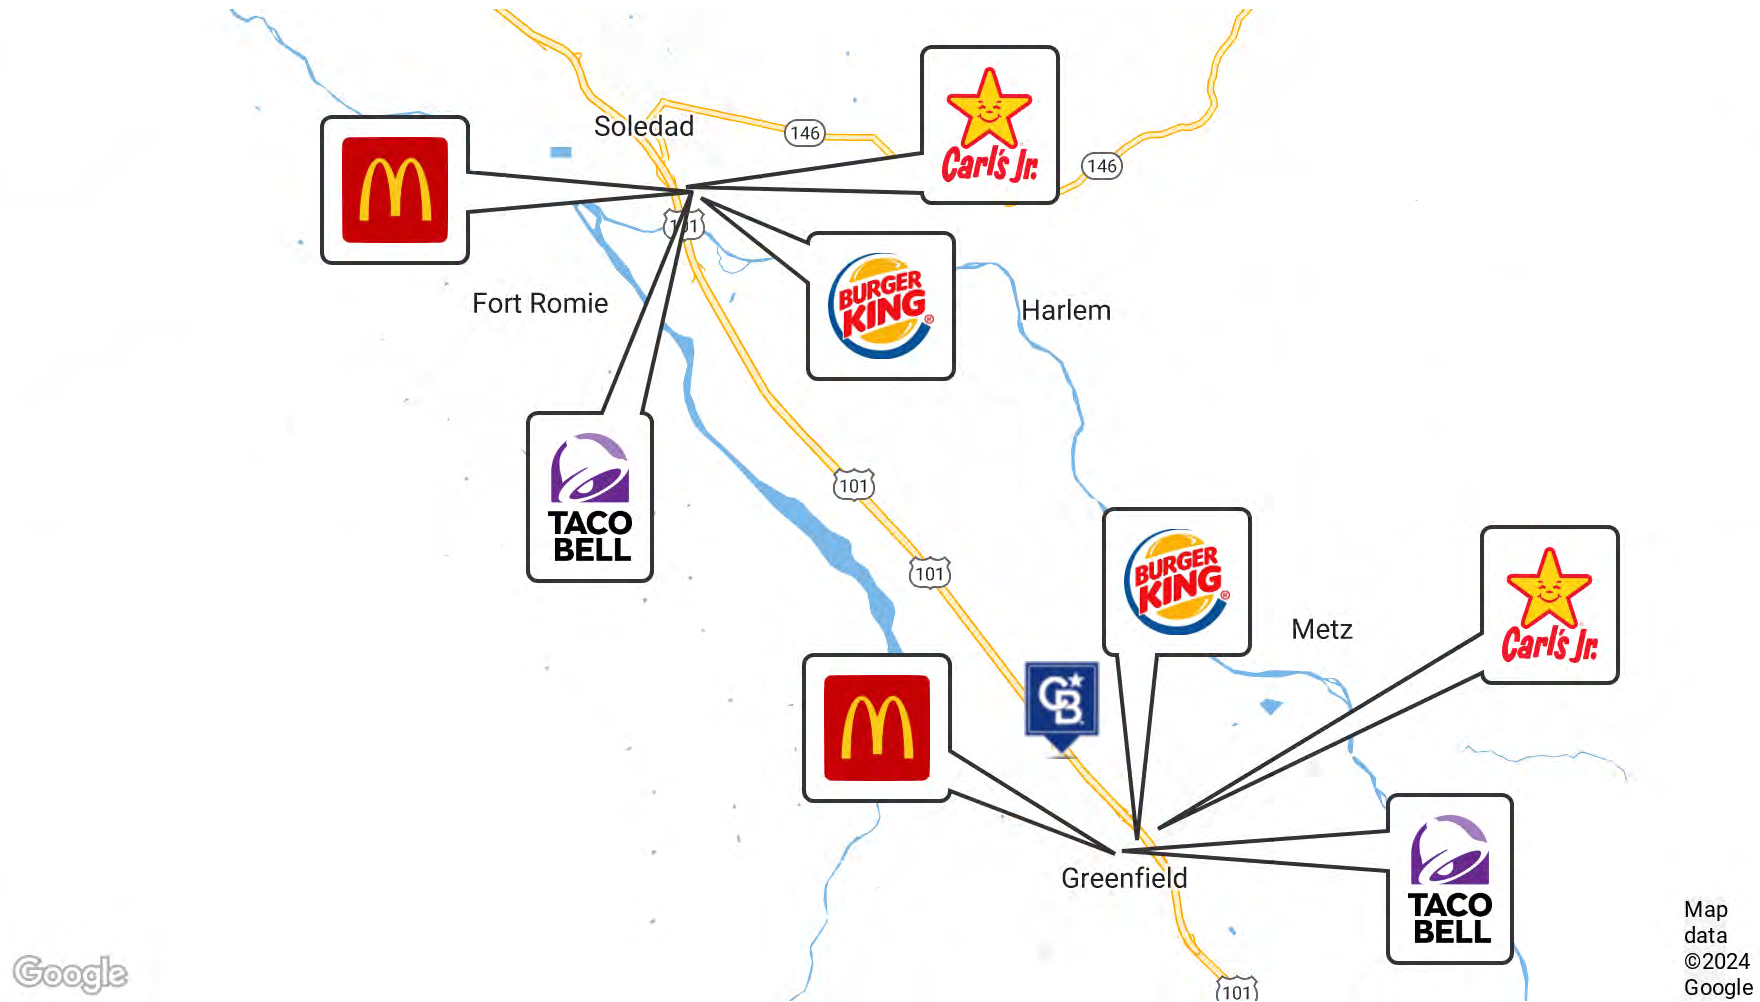 Soledad
146
Carl's Jr.
146
101
BURGER
KING
®
Fort Romie
Harlem
TACO
BELL
101
101
BURGER
KING
®
Metz
Carl's Jr.
CB
Greenfield
TACO
BELL
101
Google
Map
data
©2024
Google